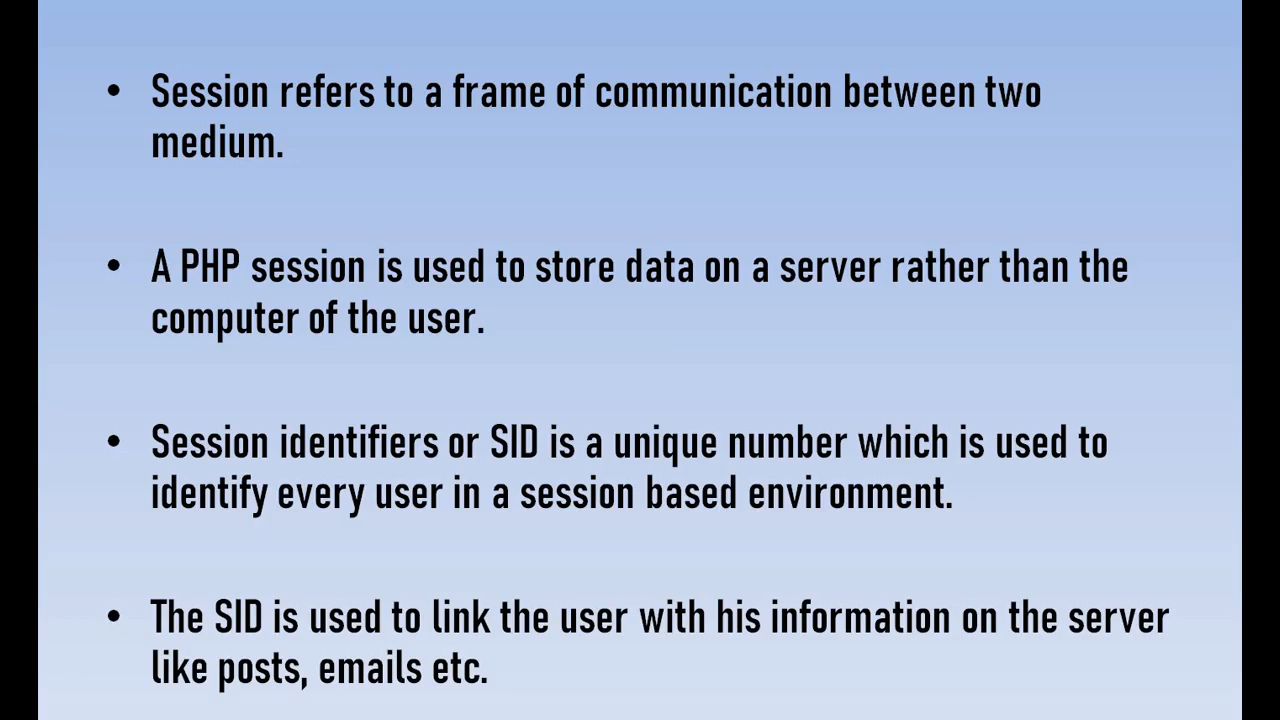 • Session refers to a frame of communication between two
medium.
• A PHP session is used to store data on a server rather than the
computer of the user.
• Session identifiers or SID is a unique number which is used to
identify every user in a session based environment.
• The SID is used to link the user with his information on the server
like posts, emails etc.